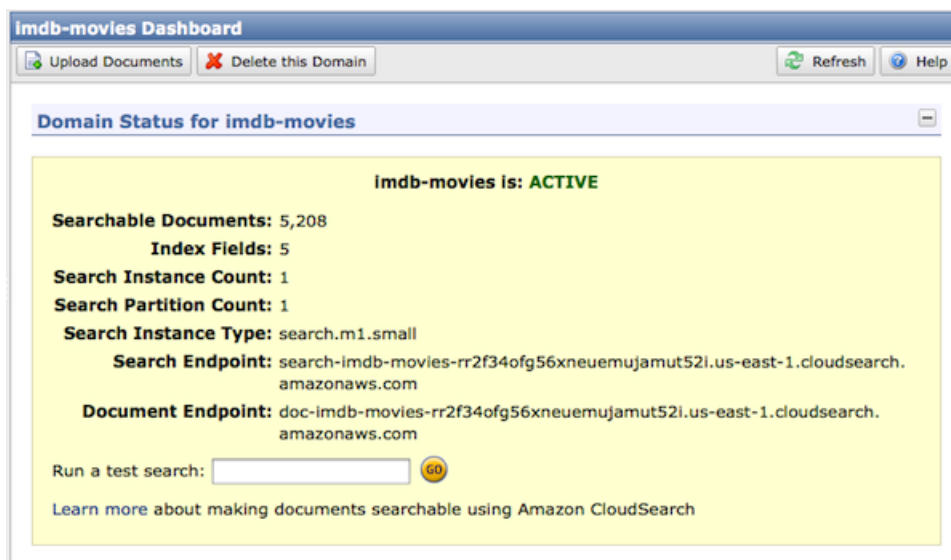 imdb-movies Dashboard
Upload Documents Delete this Domain Refresh Help
Domain Status for imdb-movies
imdb-movies is: ACTIVE
Searchable Documents: 5,208
Index Fields: 5
Search Instance Count: 1
Search Partition Count: 1
Search Instance Type: search.m1.small
Search Endpoint: search-imdb-movies-rr2f34ofg56xneuemujamut52i.us-east-1.cloudsearch.
amazonaws.com
Document Endpoint: doc-imdb-movies-rr2f34ofg56xneuemujamut52i.us-east-1.cloudsearch.
amazonaws.com
Run a test search: GO
Learn more about making documents searchable using Amazon CloudSearch